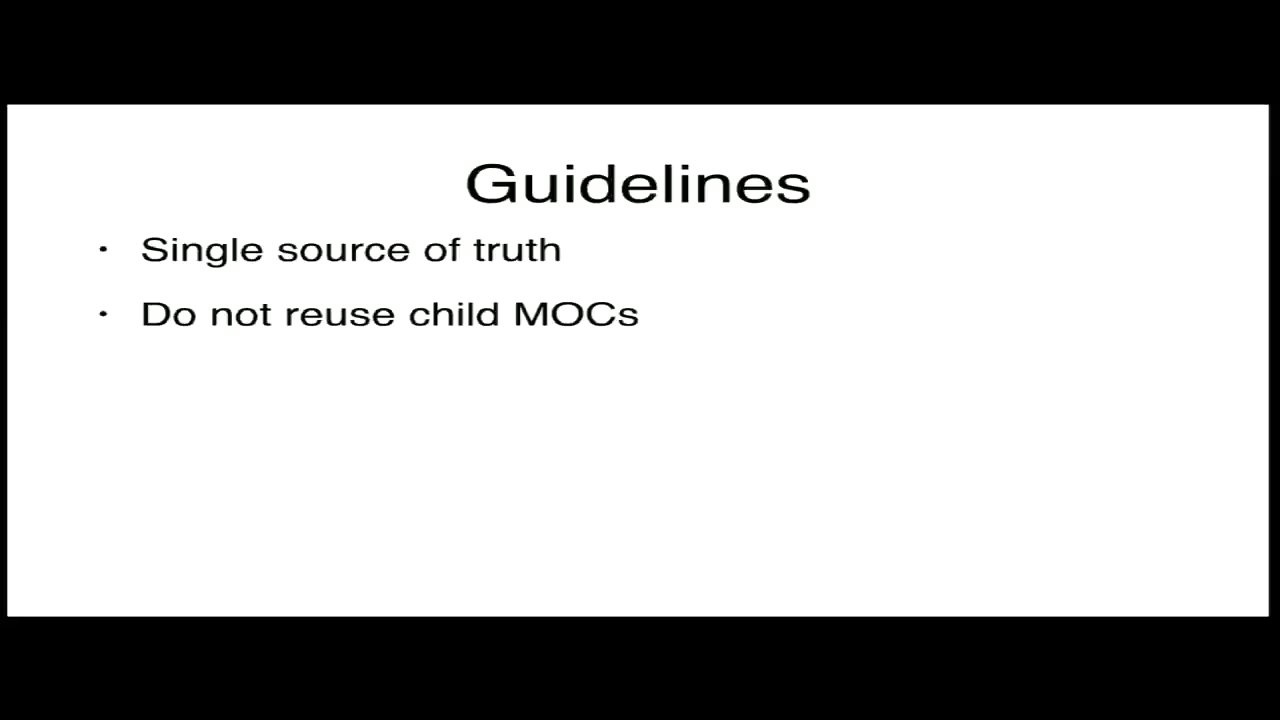 Guidelines
• Single source of truth
• Do not reuse child MOCs